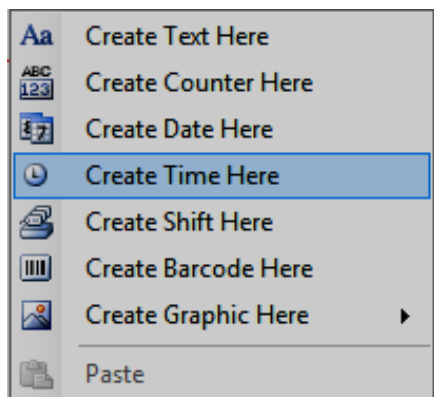 Aa Create Text Here
ABC 123 Create Counter Here
Create Date Here
Create Time Here
Create Shift Here
Create Barcode Here
Create Graphic Here
Paste